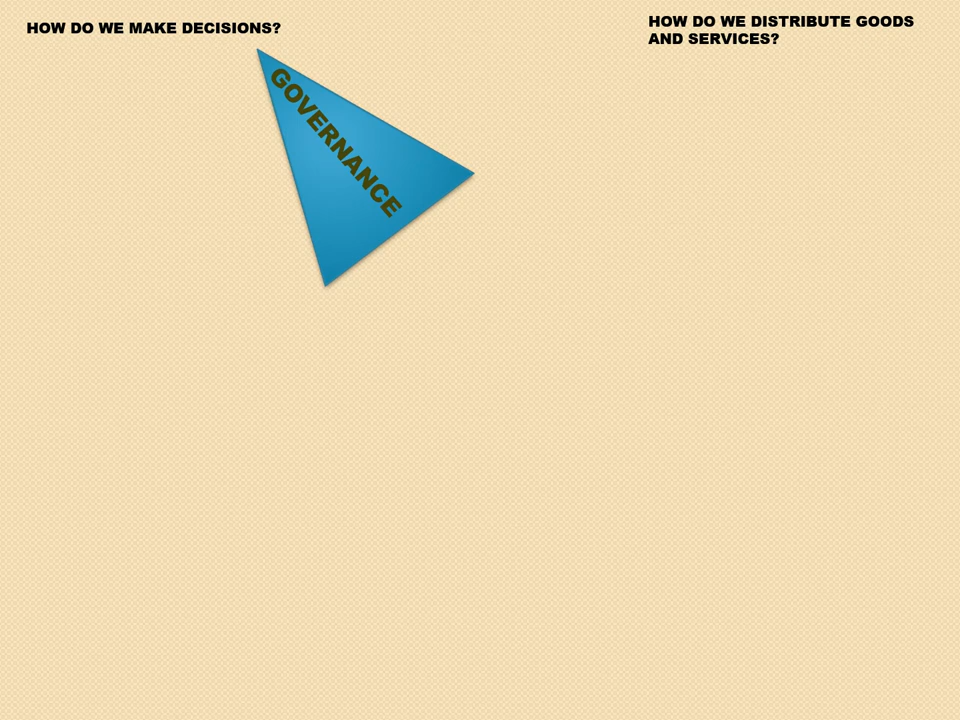 HOW DO WE MAKE DECISIONS?
HOW DO WE DISTRIBUTE GOODS
AND SERVICES?
GOVERNANCE